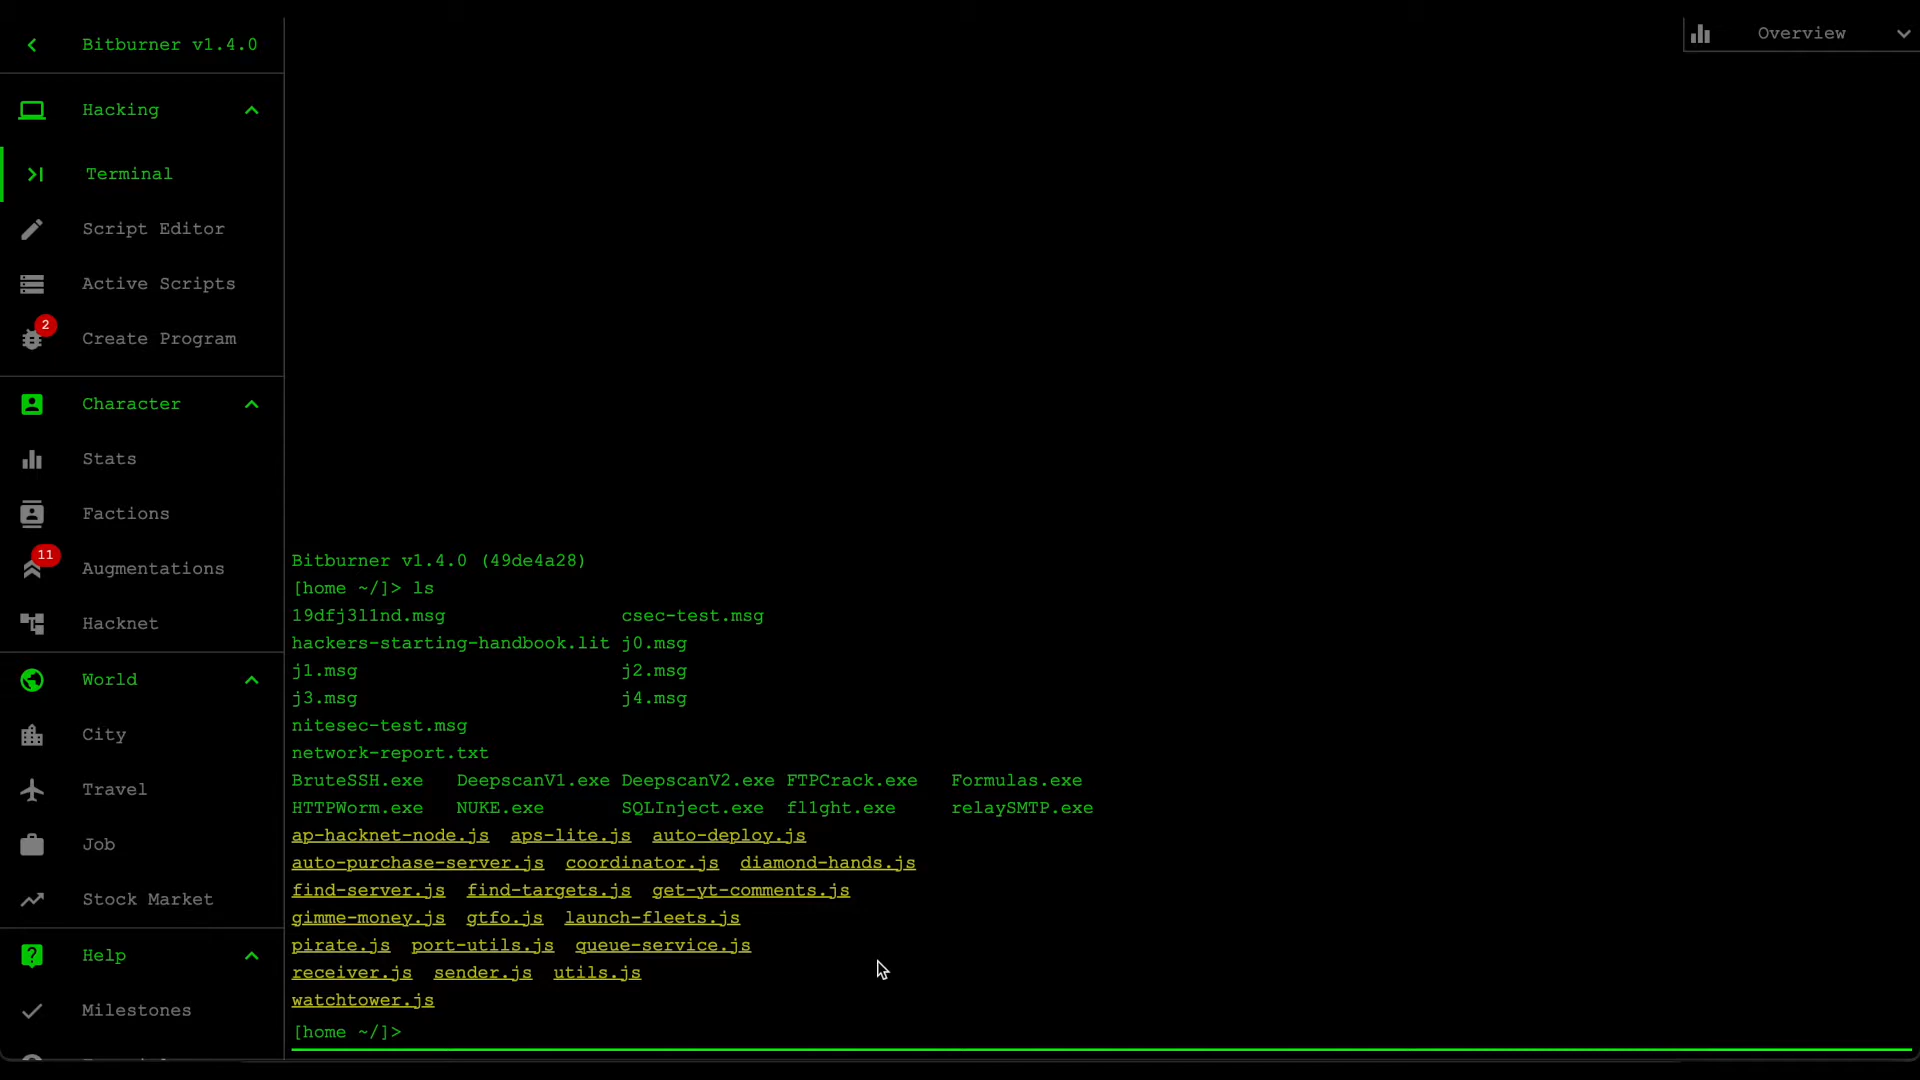 Bitburner v1.4.0
Overview
Hacking
Terminal
Script Editor
Active Scripts
2
Create Program
Character
Stats
Factions
11
Augmentations
Hacknet
World
City
Travel
Job
Stock Market
Help
Milestones
Bitburner v1.4.0 (49de4a28)
[home ~/]> ls
19dfj3l1nd.msg csec-test.msg
hackers-starting-handbook.lit j0.msg
j1.msg j2.msg
j3.msg j4.msg
nitesec-test.msg
network-report.txt
BruteSSH.exe DeepscanV1.exe DeepscanV2.exe FTPCrack.exe Formulas.exe
HTTPWorm.exe NUKE.exe SQLInject.exe fl1ght.exe relaySMTP.exe
ap-hacknet-node.js aps-lite.js auto-deploy.js
auto-purchase-server.js coordinator.js diamond-hands.js
find-server.js find-targets.js get-yt-comments.js
gimme-money.js gtfo.js launch-fleets.js
pirate.js port-utils.js queue-service.js
receiver.js sender.js utils.js
watchtower.js
[home ~/]>